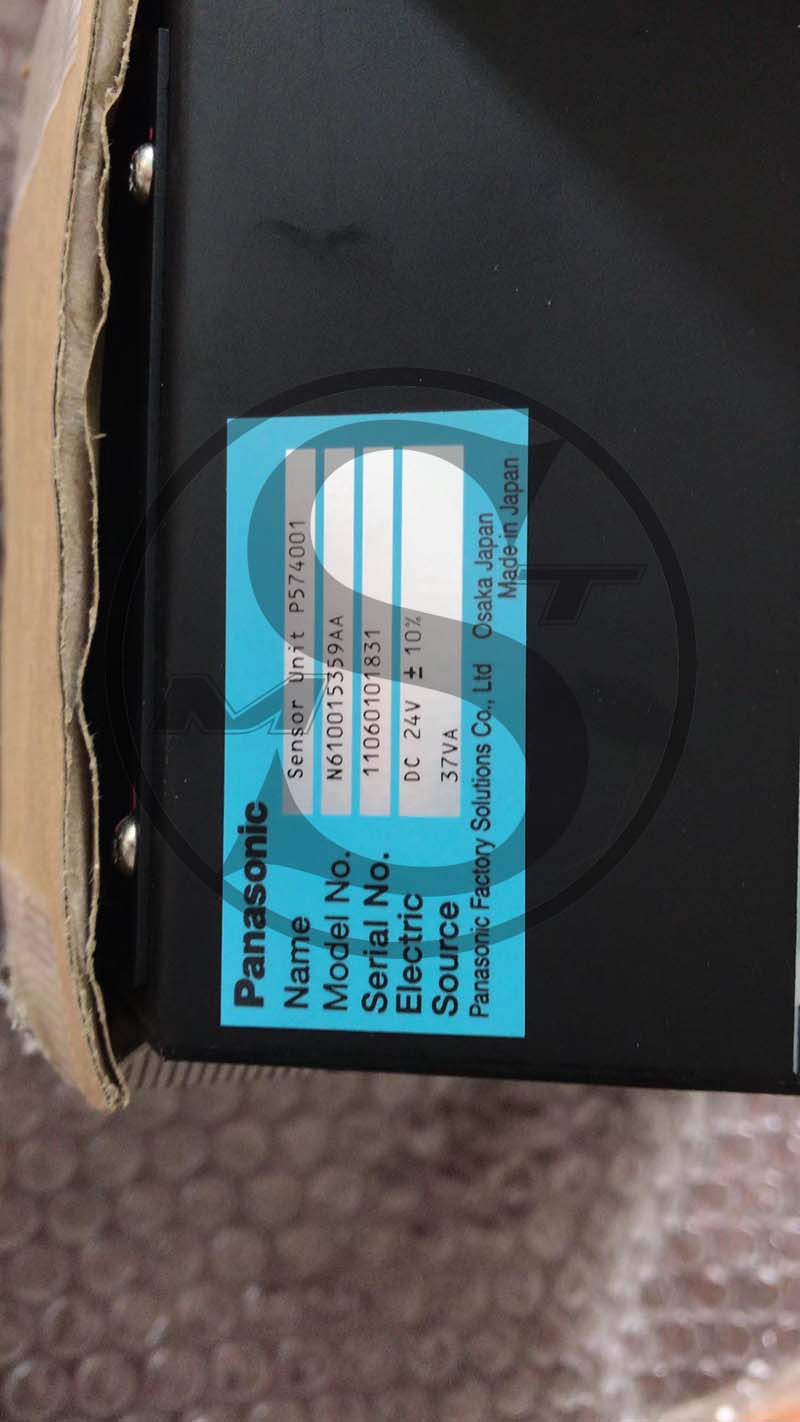 Panasonic
Name Sensor Unit P574001
Model No. N610015359AA
Serial No. 11060101831
Electric DC 24V ± 10%
Source 37VA
Panasonic Factory Solutions Co., Ltd Osaka Japan
Made in Japan
M S T